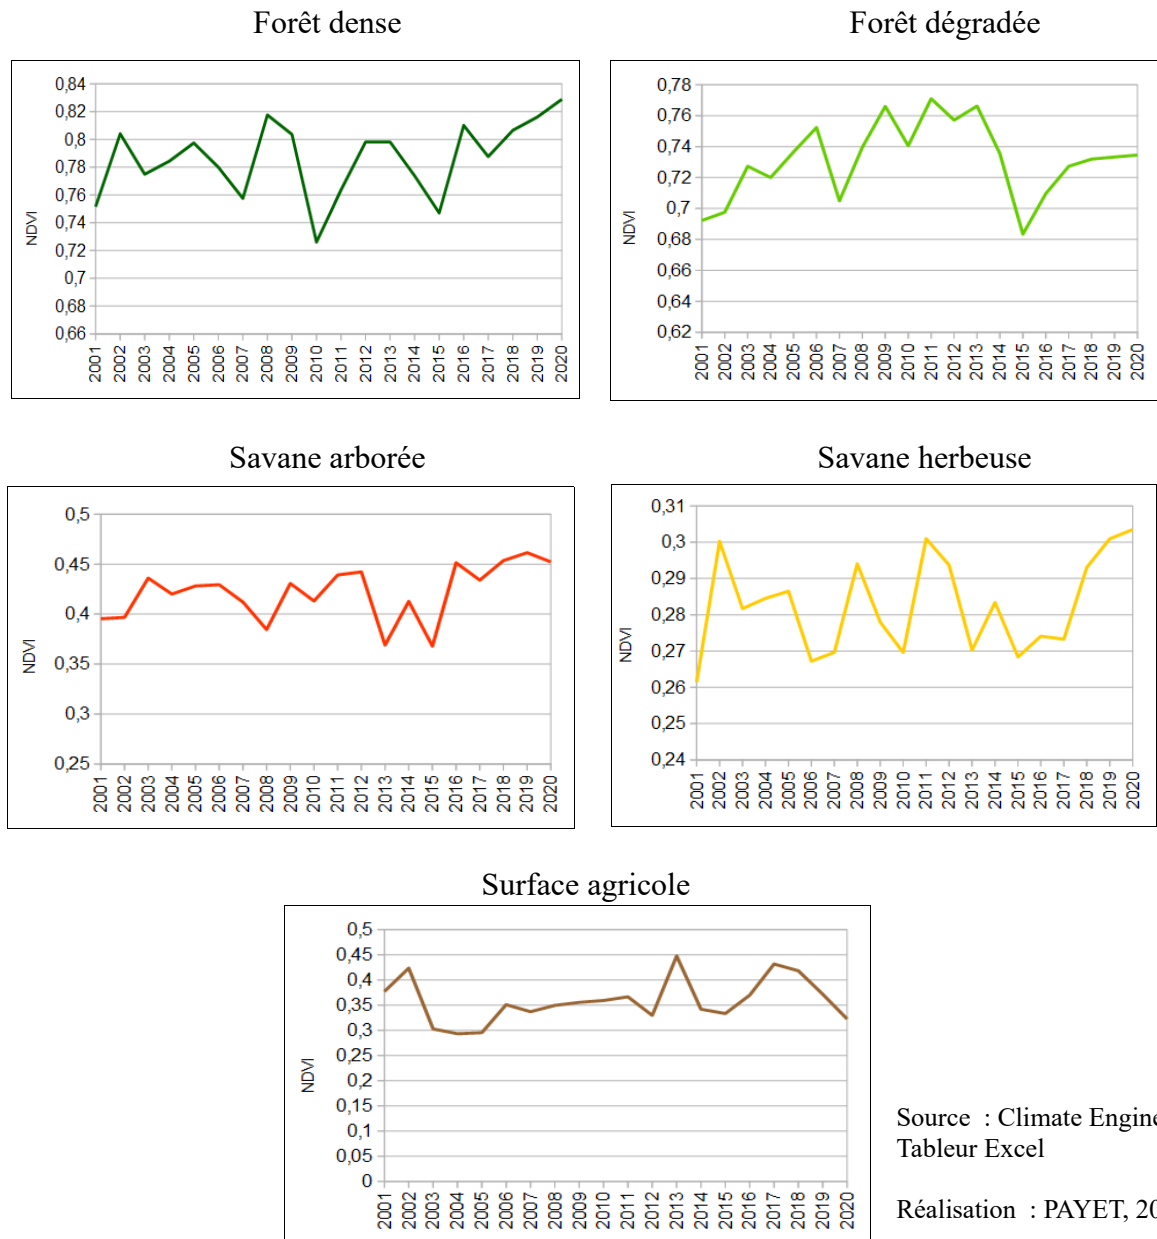 Forêt dense
Forêt dégradée
0,84
0,82
0,8
0,78
0,76
0,74
0,72
0,7
0,68
0,66
NDVI
2001 2002 2003 2004 2005 2006 2007 2008 2009 2010 2011 2012 2013 2014 2015 2016 2017 2018 2019 2020
0,78
0,76
0,74
0,72
0,7
0,68
0,66
0,64
0,62
NDVI
2001 2002 2003 2004 2005 2006 2007 2008 2009 2010 2011 2012 2013 2014 2015 2016 2017 2018 2019 2020
Savane arborée
Savane herbeuse
0,5
0,45
0,4
0,35
0,3
0,25
NDVI
2001 2002 2003 2004 2005 2006 2007 2008 2009 2010 2011 2012 2013 2014 2015 2016 2017 2018 2019 2020
0,31
0,3
0,29
0,28
0,27
0,26
0,25
0,24
NDVI
2001 2002 2003 2004 2005 2006 2007 2008 2009 2010 2011 2012 2013 2014 2015 2016 2017 2018 2019 2020
Surface agricole
0,5
0,45
0,4
0,35
0,3
0,25
0,2
0,15
0,1
0,05
0
NDVI
2001 2002 2003 2004 2005 2006 2007 2008 2009 2010 2011 2012 2013 2014 2015 2016 2017 2018 2019 2020
Source : Climate Engine
Tableur Excel
Réalisation : PAYET, 20